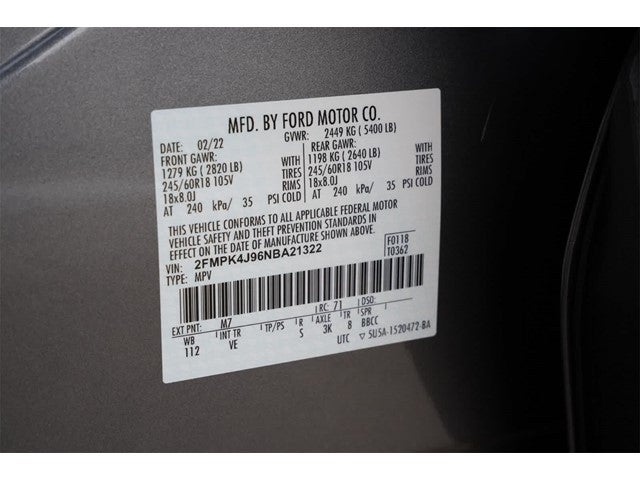 MFD. BY FORD MOTOR CO.
DATE: 02/22 GVWR: 2449 KG ( 5400 LB)
FRONT GAWR: REAR GAWR:
1279 KG ( 2820 LB) WITH 1198 KG ( 2640 LB) WITH
245/60R18 105V TIRES 245/60R18 105V TIRES
18x8.0J RIMS 18x8.0J RIMS
AT 240 kPa/ 35 PSI COLD AT 240 kPa/ 35 PSI COLD
THIS VEHICLE CONFORMS TO ALL APPLICABLE FEDERAL MOTOR
VEHICLE SAFETY AND THEFT PREVENTION STANDARDS IN
EFFECT ON THE DATE OF MANUFACTURE SHOWN ABOVE.
VIN: 2FMPK4J96NBA21322 F0118
TYPE: MPV T0362
EXT PNT: M7 RC: 71 DSO:
WB INT TR TP/PS R AXLE TR SPR
112 VE S 3K 8 BBCC
UTC ▽ 5U5A-1520472-BA